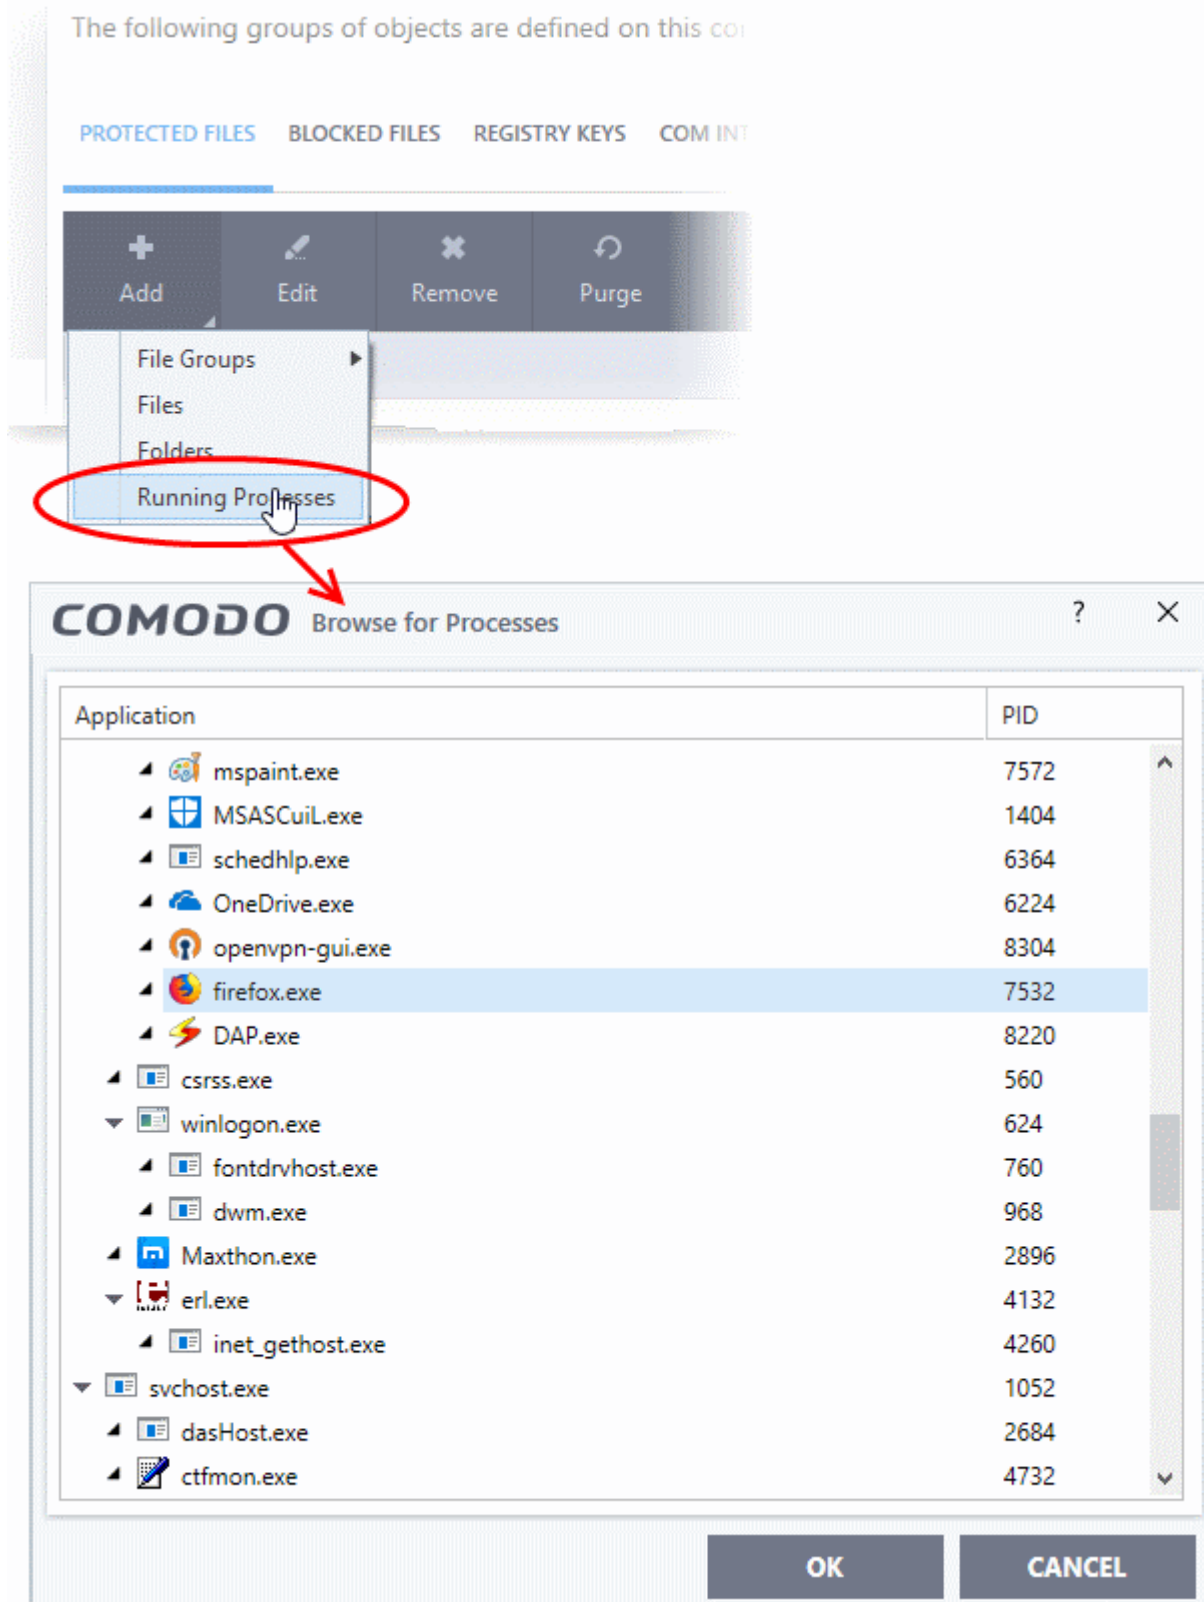 The following groups of objects are defined on this co
PROTECTED FILES BLOCKED FILES REGISTRY KEYS COM INT
Add Edit Remove Purge
File Groups
Files
Folders
Running Processes
COMODO Browse for Processes ?
Application PID
mspaint.exe 7572
MSASCuiL.exe 1404
schedhlp.exe 6364
OneDrive.exe 6224
openvpn-gui.exe 8304
firefox.exe 7532
DAP.exe 8220
csrss.exe 560
winlogon.exe 624
fontdrvhost.exe 760
dwm.exe 968
Maxthon.exe 2896
erl.exe 4132
inet_gethost.exe 4260
svchost.exe 1052
dasHost.exe 2684
ctfmon.exe 4732
OK CANCEL